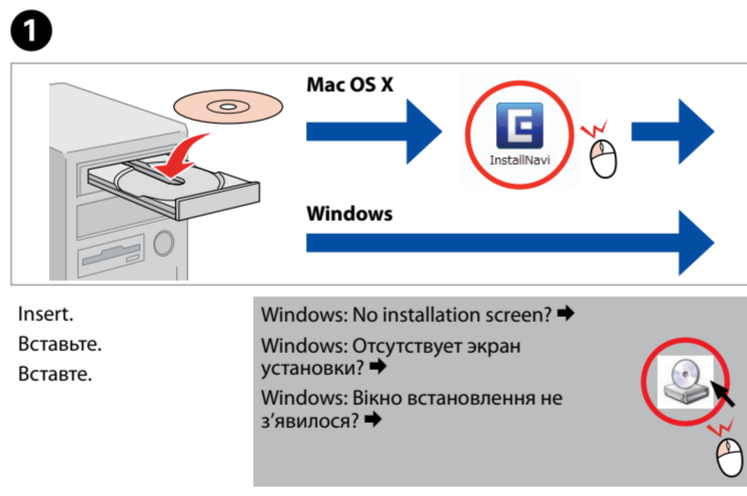 1
Mac OS X
E
InstallNavi
Windows
Insert.
Вставьте.
Вставте.
Windows: No installation screen? ➡
Windows: Отсутствует экран
установки? ➡
Windows: Вікно встановлення не
з’явилося? ➡